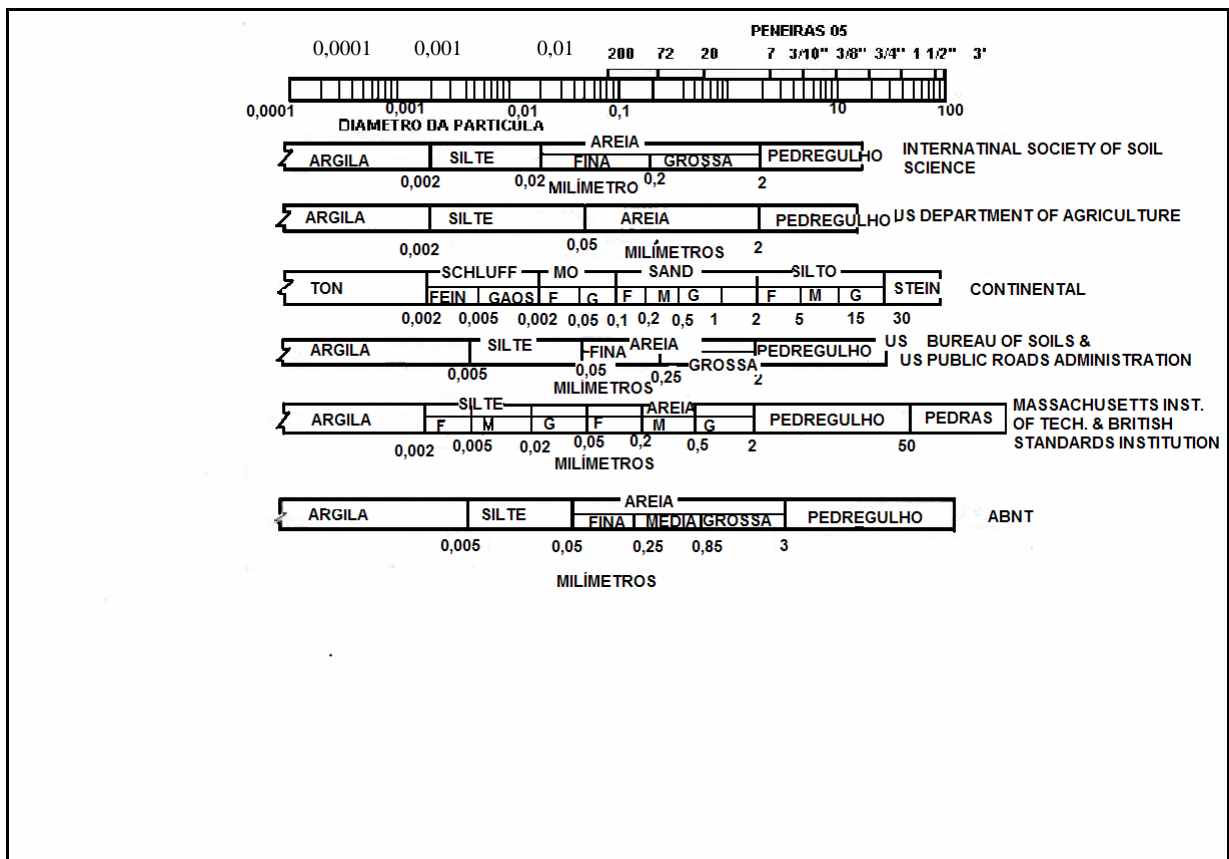 PENEIRAS 05
0,0001 0,001 0,01 200 72 20 7 3/10" 3/8" 3/4" 1 1/2" 3'
0,0001 0,001 0,01 0,1 10 100
DIAMETRO DA PARTICULA
ARGILA SILTE AREIA FINA GROSSA PEDREGULHO INTERNATINAL SOCIETY OF SOIL
SCIENCE
0,002 0,02 0,2 2
MILÍMETRO
ARGILA SILTE AREIA PEDREGULHO US DEPARTMENT OF AGRICULTURE
0,002 0,05 2
MILÍMETROS
SCHLUFF MO SAND SILTO
TON FEIN GAOS F G F M G F M G STEIN CONTINENTAL
0,002 0,005 0,002 0,05 0,1 0,2 0,5 1 2 5 15 30
ARGILA SILTE AREIA FINA GROSSA PEDREGULHO US BUREAU OF SOILS &
US PUBLIC ROADS ADMINISTRATION
0,005 0,05 0,25 2
MILÍMETROS
SILTE AREIA
ARGILA F M G F M G PEDREGULHO PEDRAS MASSACHUSETTS INST.
OF TECH. & BRITISH
STANDARDS INSTITUTION
0,002 0,005 0,02 0,05 0,2 0,5 2 50
MILÍMETROS
AREIA
ARGILA SILTE FINA MEDIA GROSSA PEDREGULHO ABNT
0,005 0,05 0,25 0,85 3
MILÍMETROS